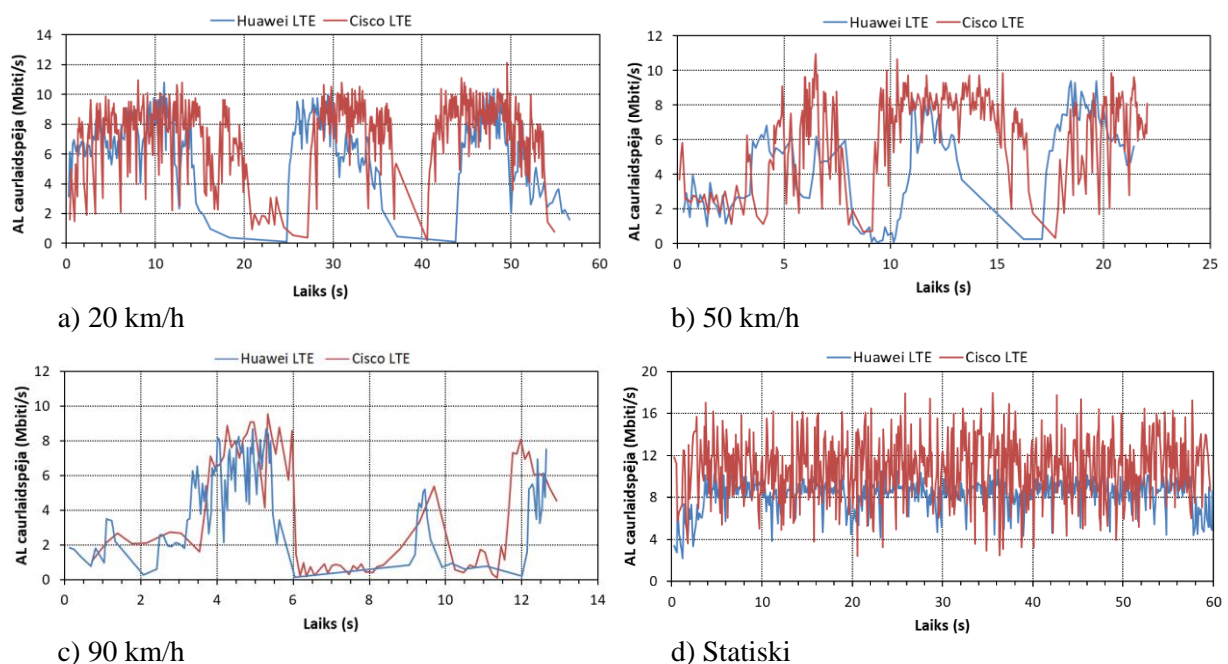 Huawei LTE Cisco LTE
AL caurlaidspēja (Mbiti/s)
14
12
10
8
6
4
2
0
0 10 20 30 40 50 60
Laiks (s)
a) 20 km/h
Huawei LTE Cisco LTE
AL caurlaidspēja (Mbiti/s)
12
10
8
6
4
2
0
0 5 10 15 20 25
Laiks (s)
b) 50 km/h
Huawei LTE Cisco LTE
AL caurlaidspēja (Mbiti/s)
12
10
8
6
4
2
0
0 2 4 6 8 10 12 14
Laiks (s)
c) 90 km/h
Huawei LTE Cisco LTE
AL caurlaidspēja (Mbiti/s)
20
16
12
8
4
0
0 10 20 30 40 50 60
Laiks (s)
d) Statiski